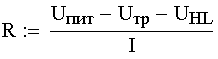 R := (Uпит − Uтр − UHL) / I